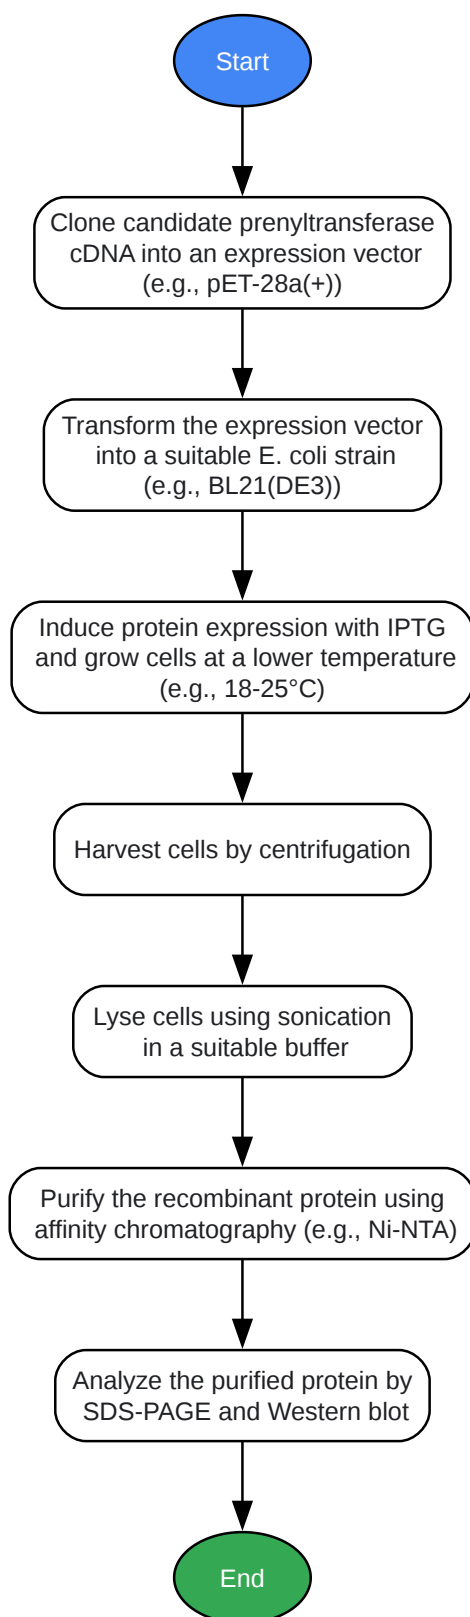 Start
Clone candidate prenyltransferase
cDNA into an expression vector
(e.g., pET-28a(+))
Transform the expression vector
into a suitable E. coli strain
(e.g., BL21(DE3))
Induce protein expression with IPTG
and grow cells at a lower temperature
(e.g., 18-25°C)
Harvest cells by centrifugation
Lyse cells using sonication
in a suitable buffer
Purify the recombinant protein using
affinity chromatography (e.g., Ni-NTA)
Analyze the purified protein by
SDS-PAGE and Western blot
End